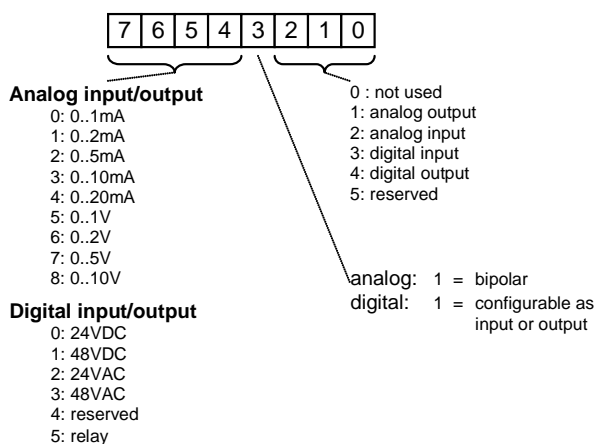 7 6 5 4 3 2 1 0
Analog input/output
0: 0..1mA
1: 0..2mA
2: 0..5mA
3: 0..10mA
4: 0..20mA
5: 0..1V
6: 0..2V
7: 0..5V
8: 0..10V
Digital input/output
0: 24VDC
1: 48VDC
2: 24VAC
3: 48VAC
4: reserved
5: relay
0 : not used
1: analog output
2: analog input
3: digital input
4: digital output
5: reserved
analog: 1 = bipolar
digital: 1 = configurable as
input or output